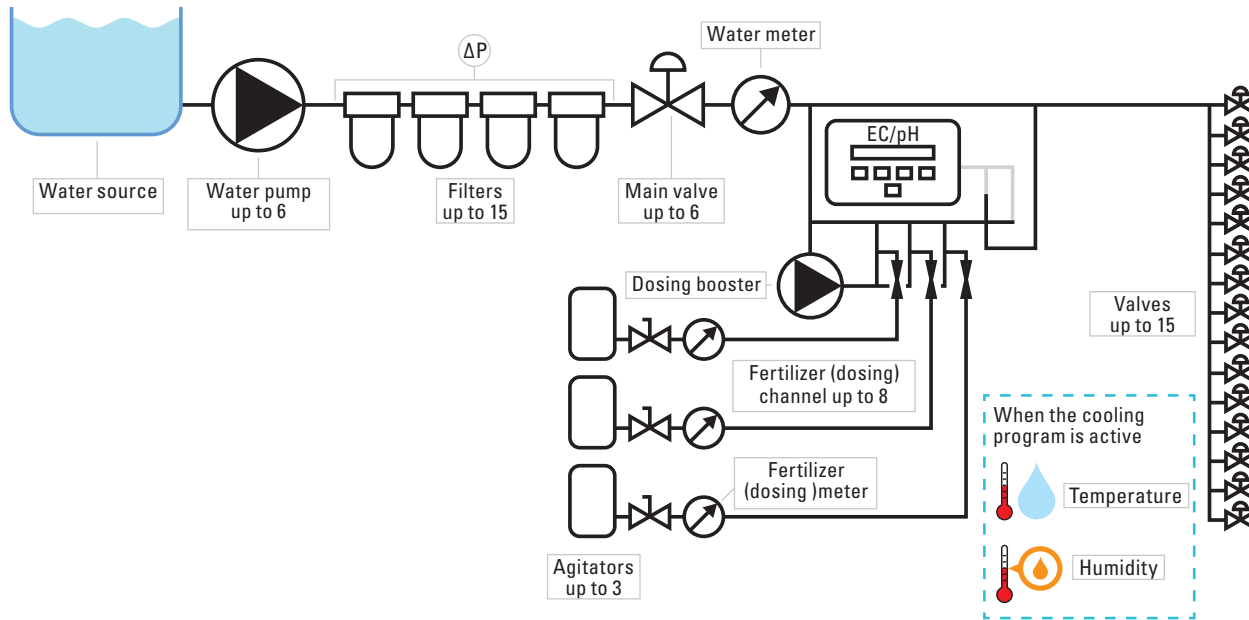 Water meter
ΔP
EC/pH
Water source
Water pump
up to 6
Filters
up to 15
Main valve
up to 6
Dosing booster
Valves
up to 15
Fertilizer (dosing)
channel up to 8
When the cooling
program is active
Fertilizer
(dosing )meter
Temperature
Agitators
up to 3
Humidity